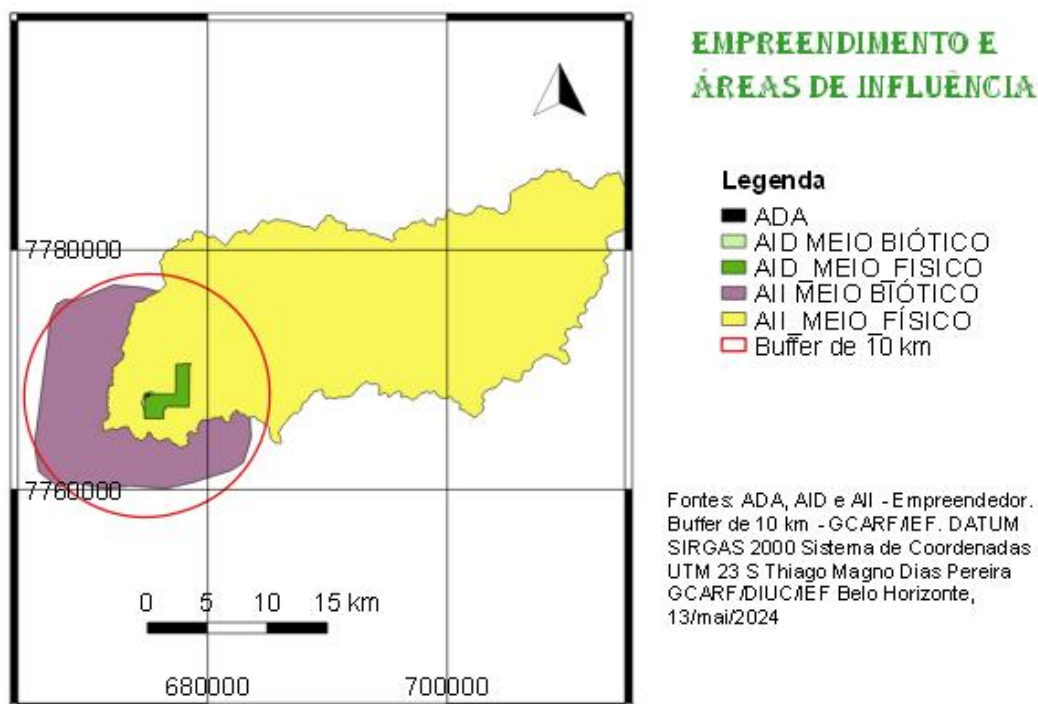 EMPREENDIMENTO E
ÁREAS DE INFLUÊNCIA
Legenda
ADA
AID MEIO BIÓTICO
AID_MEIO_FISICO
AII MEIO BIÓTICO
AII_MEIO_FÍSICO
Buffer de 10 km
7780000
7760000
0 5 10 15 km
680000 700000
Fontes: ADA, AID e AII - Empreendedor.
Buffer de 10 km - GCARF/IEF. DATUM
SIRGAS 2000 Sistema de Coordenadas
UTM 23 S Thiago Magno Dias Pereira
GCARF/DIUC/IEF Belo Horizonte,
13/mai/2024